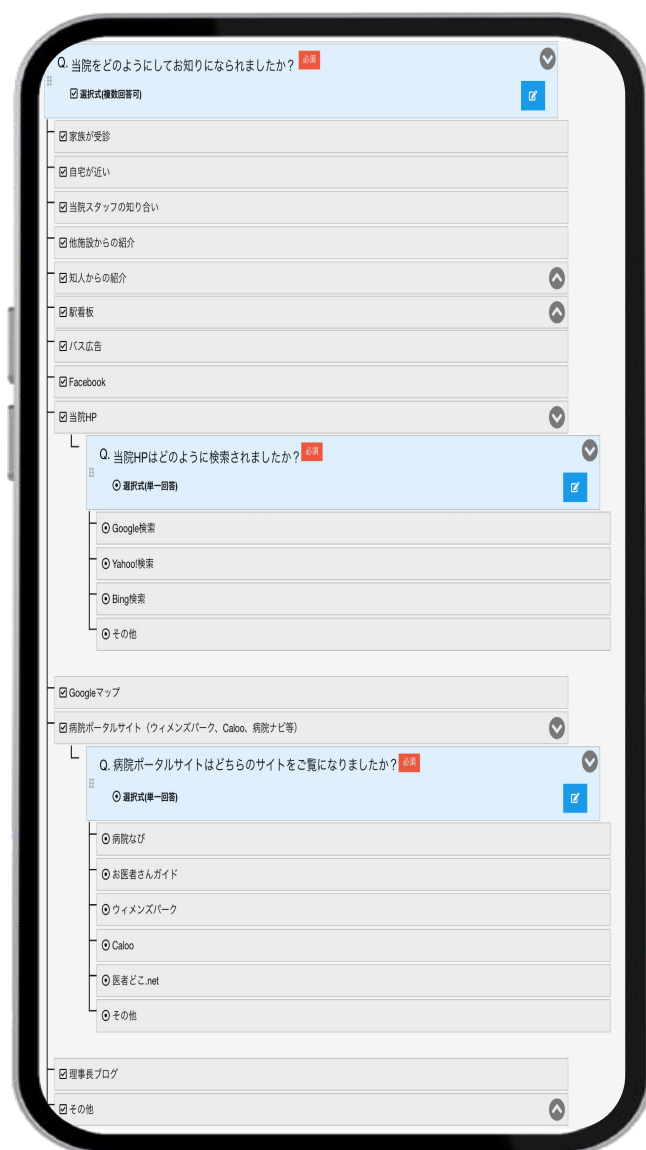 Q. 当院をどのようにしてお知りになられましたか? 必須
選択式(複数回答可)
家族が受診
自宅が近い
当院スタッフの知り合い
他施設からの紹介
知人からの紹介
駅看板
バス広告
Facebook
当院HP
Q. 当院HPはどのように検索されましたか? 必須
選択式(単一回答)
Google検索
Yahoo!検索
Bing検索
その他
Googleマップ
病院ポータルサイト（ウィメンズパーク、Caloo、病院ナビ等）
Q. 病院ポータルサイトはどちらのサイトをご覧になりましたか? 必須
選択式(単一回答)
病院なび
お医者さんガイド
ウィメンズパーク
Caloo
医者どこ.net
その他
理事長ブログ
その他